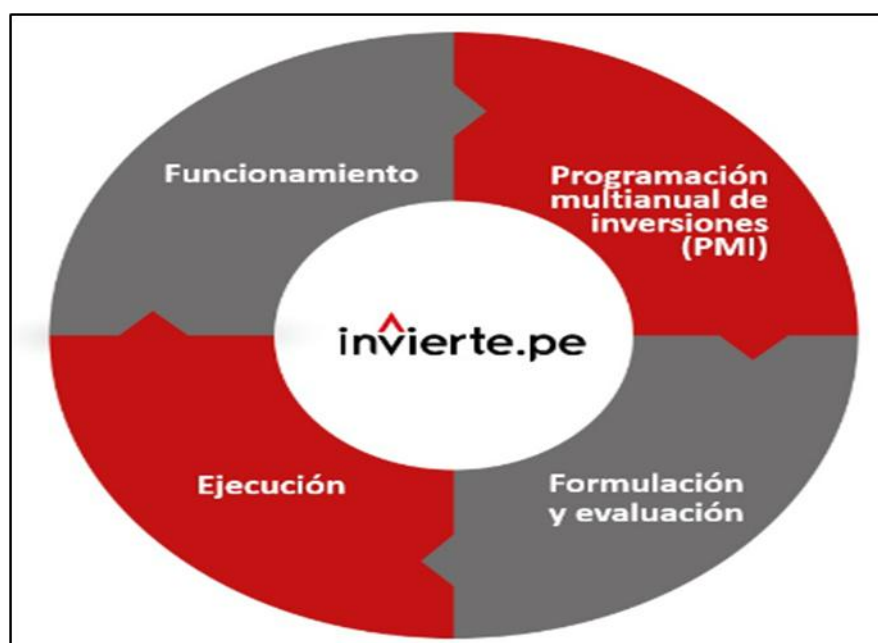 Funcionamiento
Programación
multianual de
inversiones
(PMI)
invierte.pe
Ejecución
Formulación
y evaluación